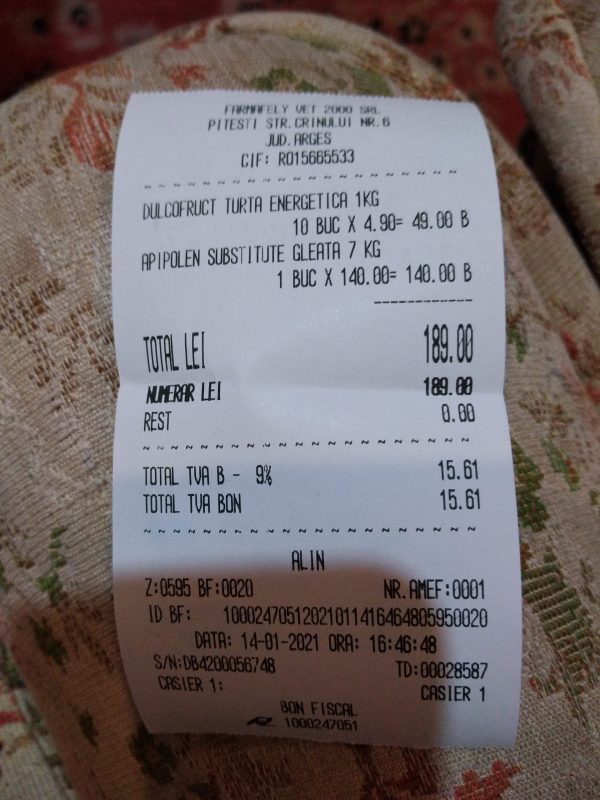 FARMAFELY VET 2000 SRL
PITESTI STR.CRINULUI NR.6
JUD.ARGES
CIF: RO15665533
~ ~ ~ ~ ~ ~ ~ ~ ~ ~ ~ ~ ~ ~ ~ ~ ~ ~ ~ ~
DULCOFRUCT TURTA ENERGETICA 1KG
10 BUC X 4.90= 49.00 B
APIPOLEN SUBSTITUTE GLEATA 7 KG
1 BUC X 140.00= 140.00 B
------------
TOTAL LEI 189.00
NUMERAR LEI 189.00
REST 0.00
~ ~ ~ ~ ~ ~ ~ ~ ~ ~ ~ ~ ~ ~ ~ ~ ~ ~ ~ ~
TOTAL TVA B - 9% 15.61
TOTAL TVA BON 15.61
~ ~ ~ ~ ~ ~ ~ ~ ~ ~ ~ ~ ~ ~ ~ ~ ~ ~ ~ ~
ALIN
Z:0595 BF:0020 NR.AMEF:0001
ID BF: 10002470512021011416464805950020
DATA: 14-01-2021 ORA: 16:46:48
S/N:DB4200056748 TD:00028587
CASIER 1: CASIER 1
BON FISCAL
1000247051